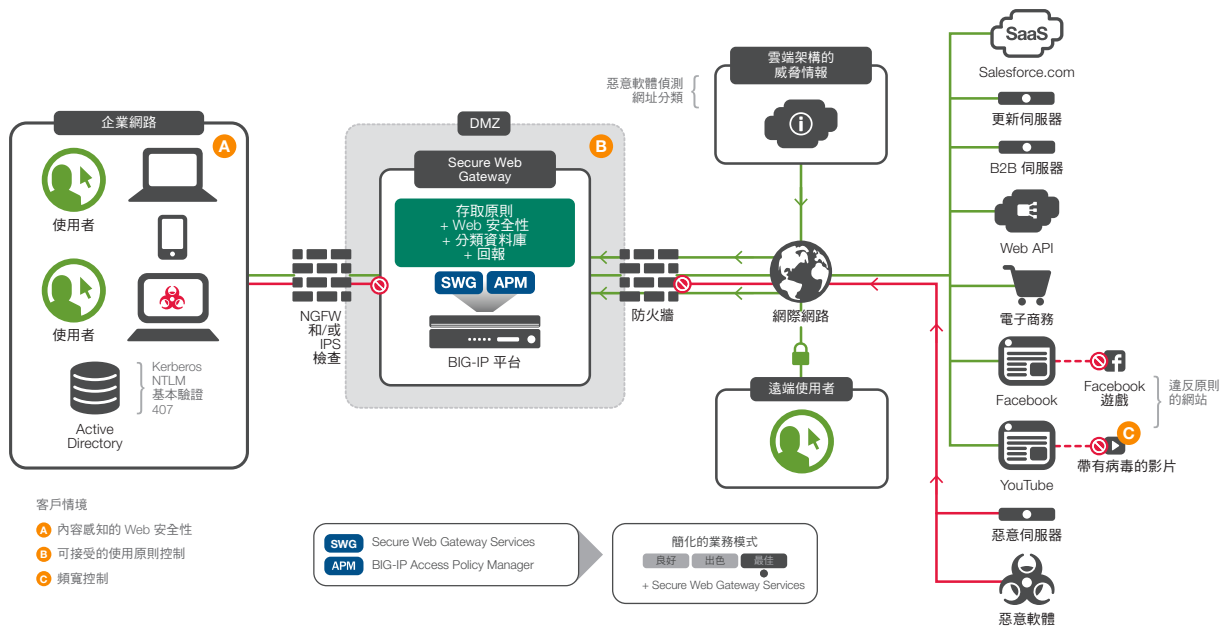 企業網路
A
使用者
使用者
Active
Directory
Kerberos
NTLM
基本驗證
407
NGFW
和/或
IPS
檢查
DMZ
B
Secure Web
Gateway
存取原則
+ Web 安全性
+ 分類資料庫
+ 回報
SWG
APM
BIG-IP 平台
防火牆
雲端架構的
威脅情報
惡意軟體偵測
網址分類
網際網路
遠端使用者
SaaS
Salesforce.com
更新伺服器
B2B 伺服器
Web API
電子商務
Facebook
Facebook
遊戲
違反原則
的網站
C
YouTube
帶有病毒的影片
惡意伺服器
惡意軟體
客戶情境
A 內容感知的 Web 安全性
B 可接受的使用原則控制
C 頻寬控制
SWG Secure Web Gateway Services
APM BIG-IP Access Policy Manager
簡化的業務模式
良好 出色 最佳
+ Secure Web Gateway Services